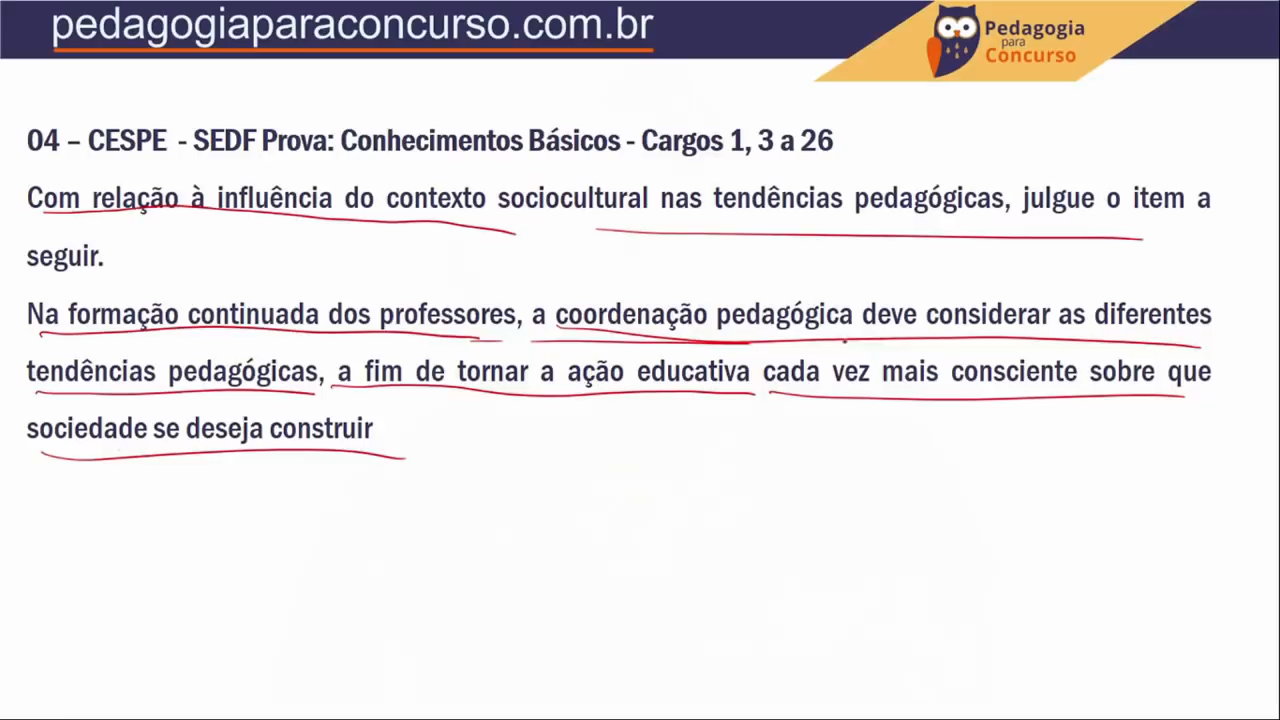 pedagogiaparaconcurso.com.br
Pedagogia
para
Concurso
04 – CESPE - SEDF Prova: Conhecimentos Básicos - Cargos 1, 3 a 26
Com relação à influência do contexto sociocultural nas tendências pedagógicas, julgue o item a
seguir.
Na formação continuada dos professores, a coordenação pedagógica deve considerar as diferentes
tendências pedagógicas, a fim de tornar a ação educativa cada vez mais consciente sobre que
sociedade se deseja construir